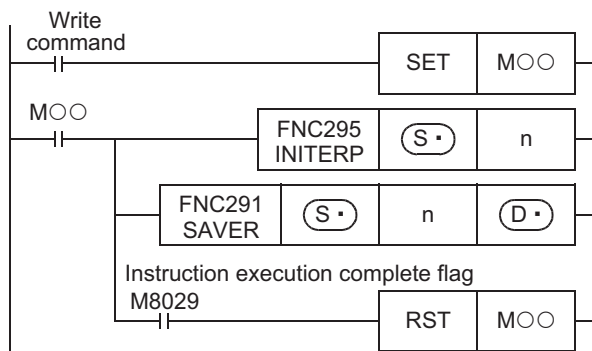 Write
command
SET M○○
M○○
FNC295
INITERP
S・ n
FNC291
SAVER
S・ n D・
Instruction execution complete flag
M8029
RST M○○